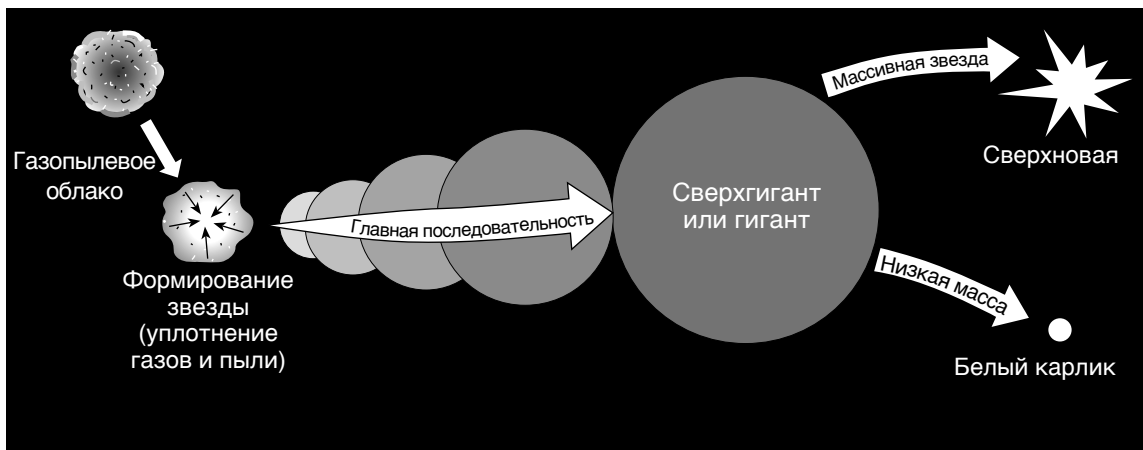 Газопылевое
облако
Формирование
звезды
(уплотнение
газов и пыли)
Главная последовательность
Сверхгигант
или гигант
Массивная звезда
Сверхновая
Низкая масса
Белый карлик